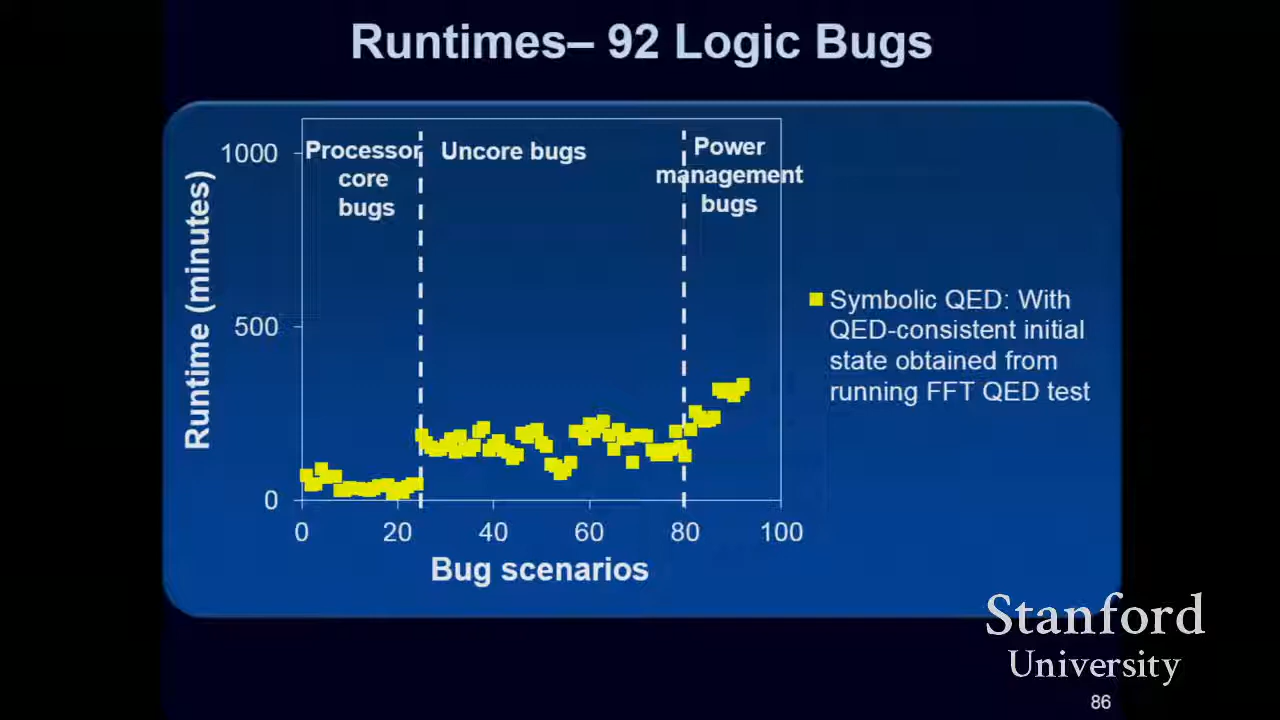 Runtimes– 92 Logic Bugs
Runtime (minutes)
1000
500
0
Processor
core
bugs
Uncore bugs
Power
management
bugs
0 20 40 60 80 100
Bug scenarios
Symbolic QED: With
QED-consistent initial
state obtained from
running FFT QED test
Stanford
University
86